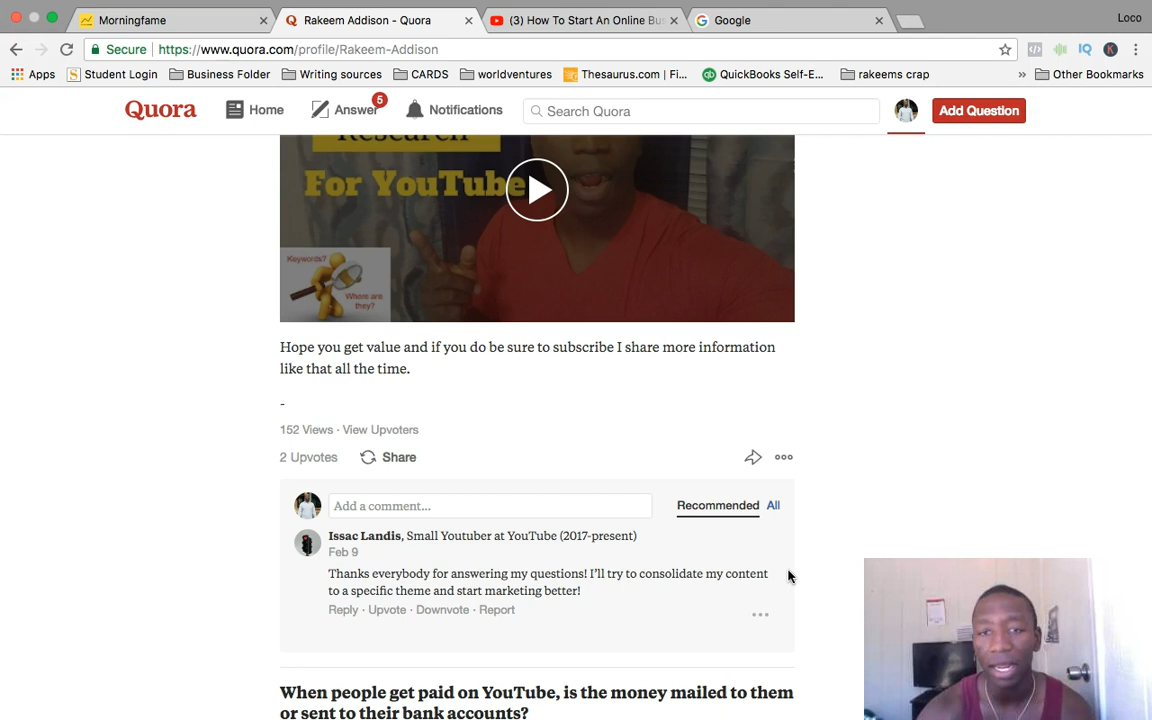 Morningfame
Rakeem Addison - Quora
(3) How To Start An Online Bus
Google
Loco
Secure
https://www.quora.com/profile/Rakeem-Addison
IQ
K
Apps
S Student Login
Business Folder
Writing sources
CARDS
worldventures
Thesaurus.com | Fi...
QuickBooks Self-E...
rakeems crap
»
Other Bookmarks
Quora
Home
Answer
5
Notifications
Search Quora
Add Question
Research
For YouTube
Keywords?
Where are
they?
Hope you get value and if you do be sure to subscribe I share more information
like that all the time.
-
152 Views · View Upvoters
2 Upvotes
Share
Add a comment...
Recommended
All
Issac Landis, Small Youtuber at YouTube (2017-present)
Feb 9
Thanks everybody for answering my questions! I'll try to consolidate my content
to a specific theme and start marketing better!
Reply · Upvote · Downvote · Report
When people get paid on YouTube, is the money mailed to them
or sent to their bank accounts?